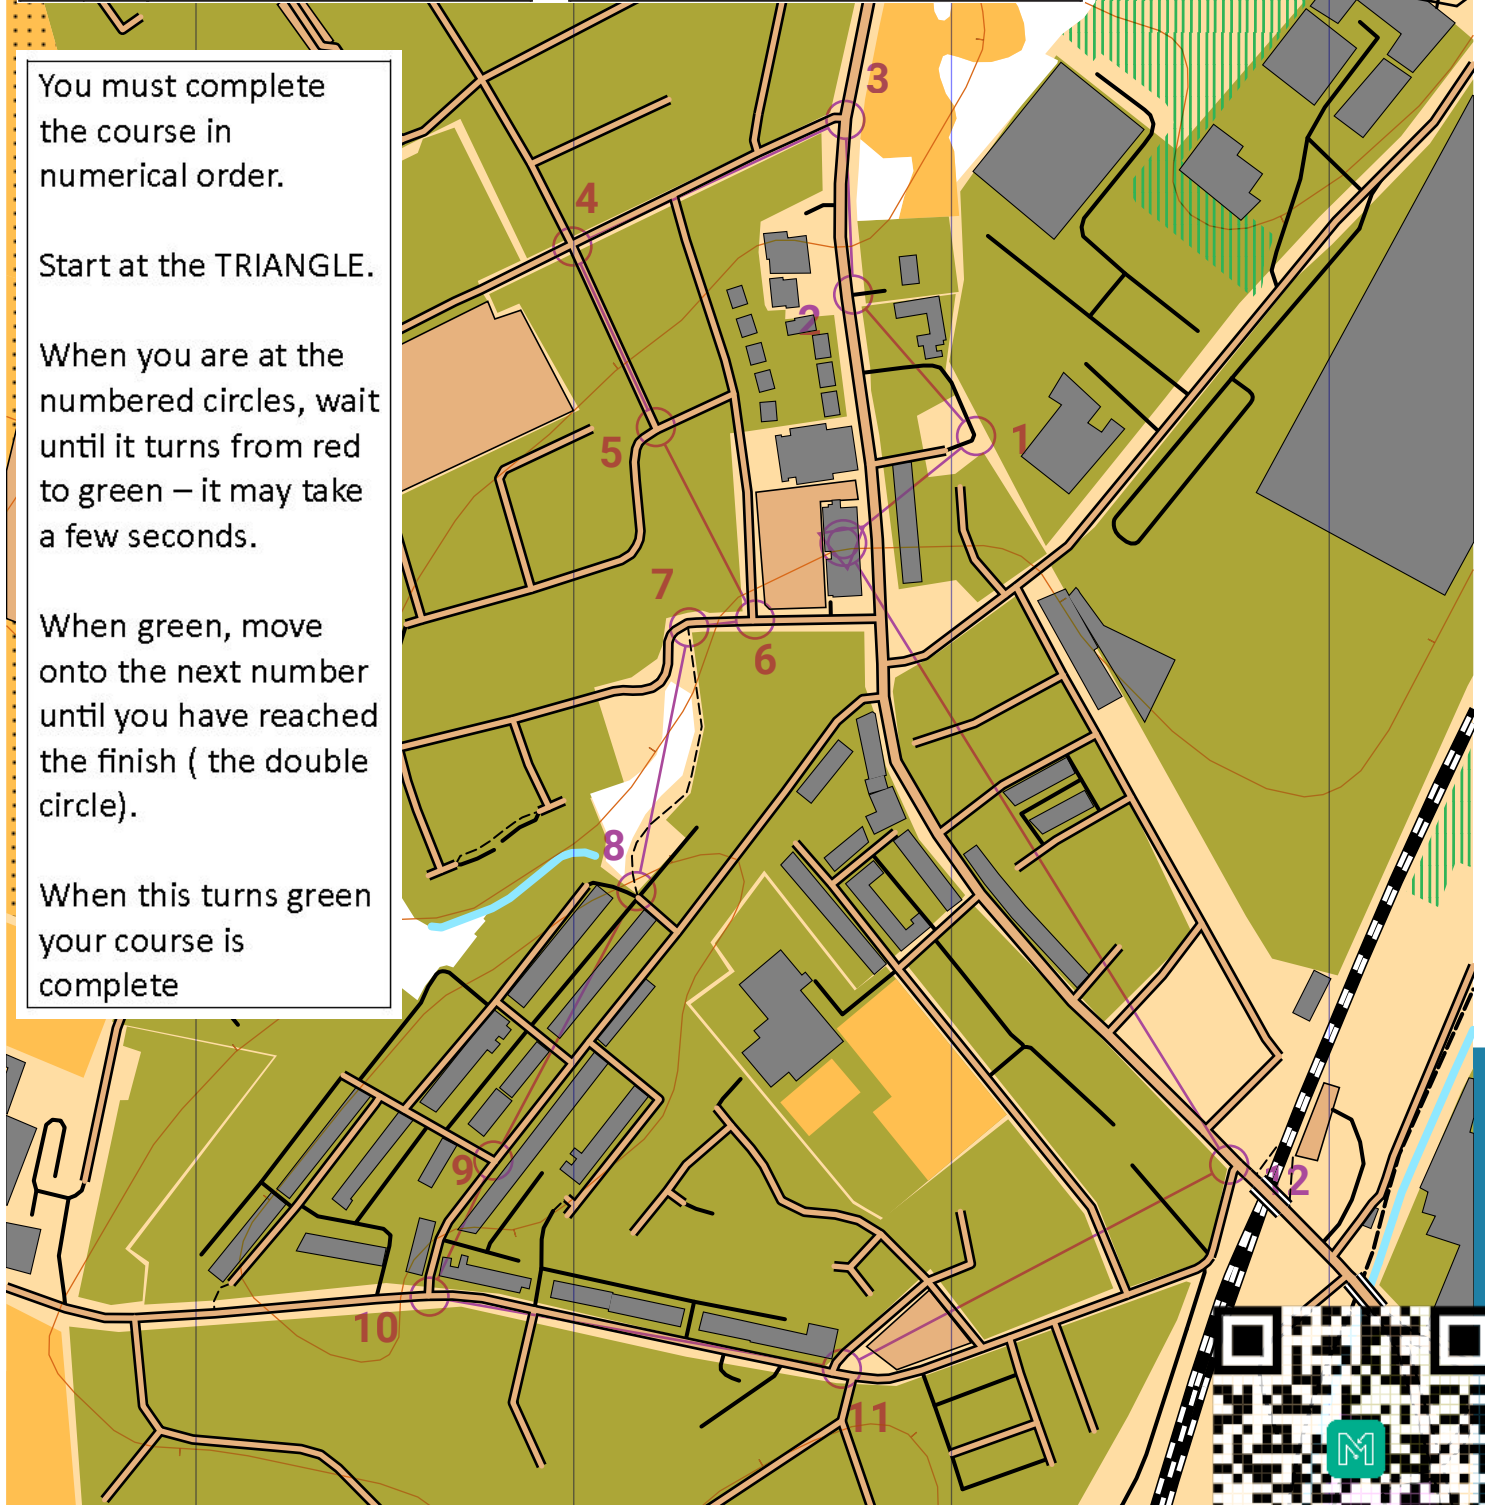 You must complete
the course in
numerical order.
Start at the TRIANGLE.
When you are at the
numbered circles, wait
until it turns from red
to green – it may take
a few seconds.
When green, move
onto the next number
until you have reached
the finish ( the double
circle).
When this turns green
your course is
complete
3
4
2
1
5
7
6
8
9
12
10
11
M